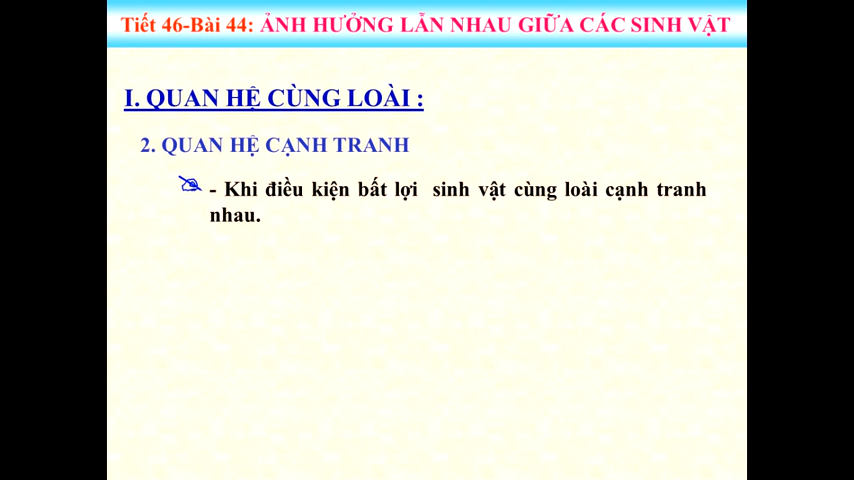 Tiết 46-Bài 44: ẢNH HƯỞNG LẪN NHAU GIỮA CÁC SINH VẬT
I. QUAN HỆ CÙNG LOÀI :
2. QUAN HỆ CẠNH TRANH
- Khi điều kiện bất lợi sinh vật cùng loài cạnh tranh
nhau.